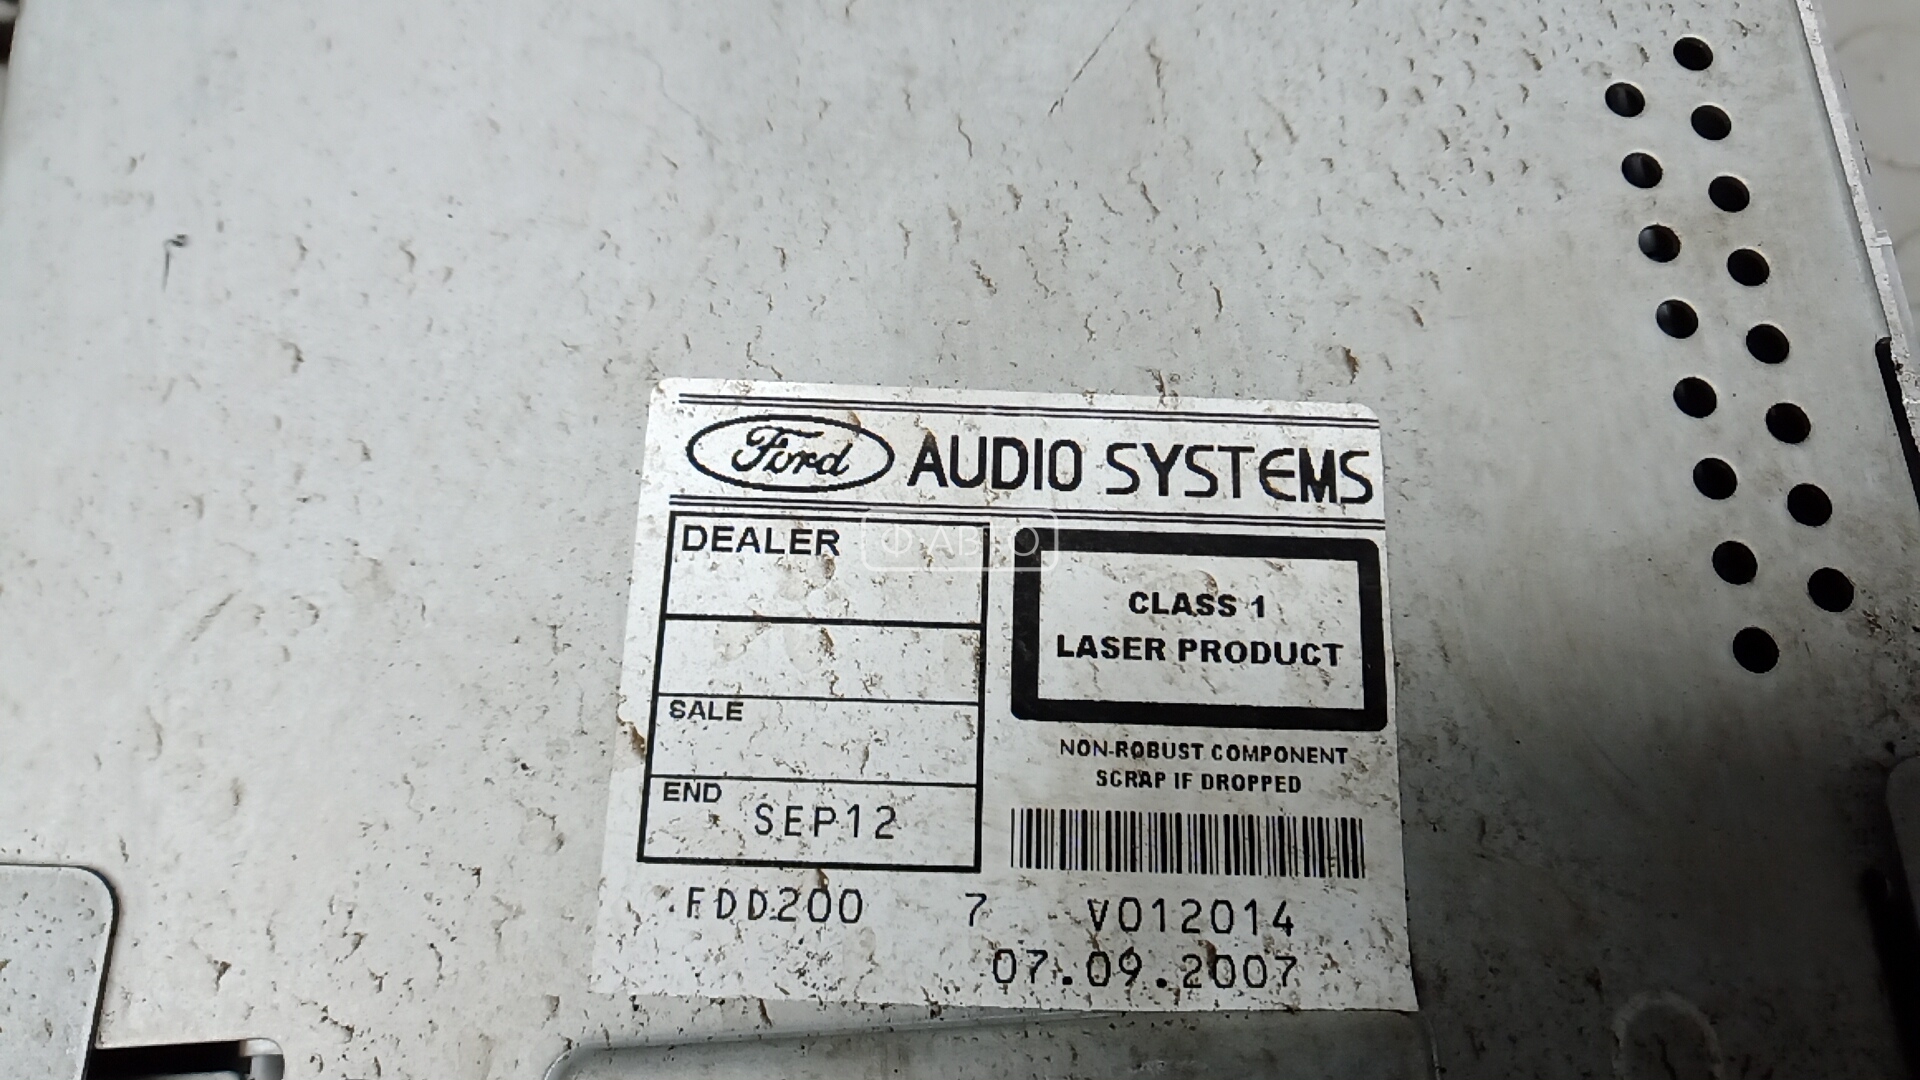 Ford AUDIO SYSTEMS
DEALER
Ф АВТО
CLASS 1
LASER PRODUCT
SALE
NON-ROBUST COMPONENT
SCRAP IF DROPPED
END SEP12
FDD200 7 V012014
07.09.2007